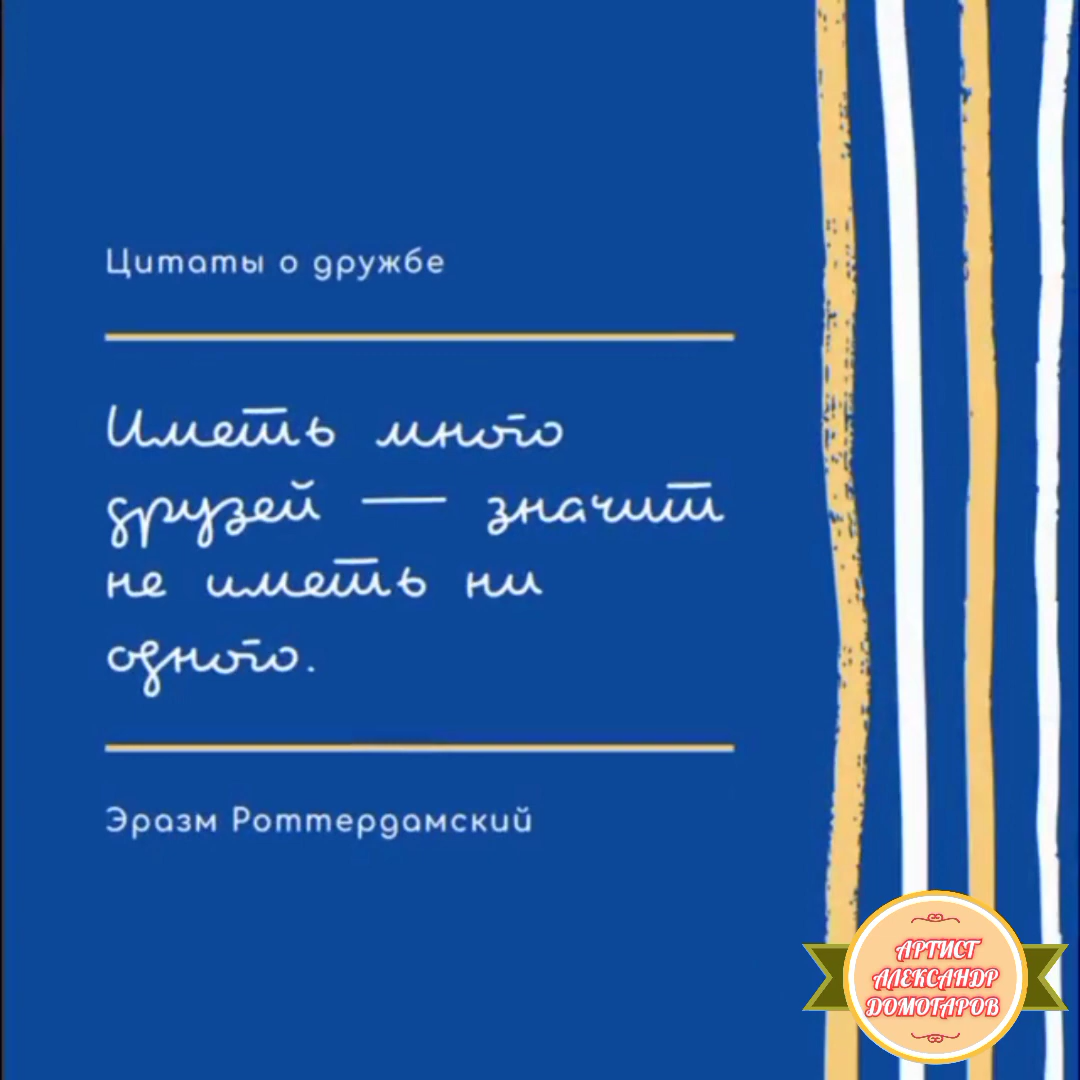 Цитаты о дружбе
Иметь много
друзей — значит
не иметь ни
одного.
Эразм Роттердамский
АРТИСТ
АЛЕКСАНДР
ДОМОГАРОВ